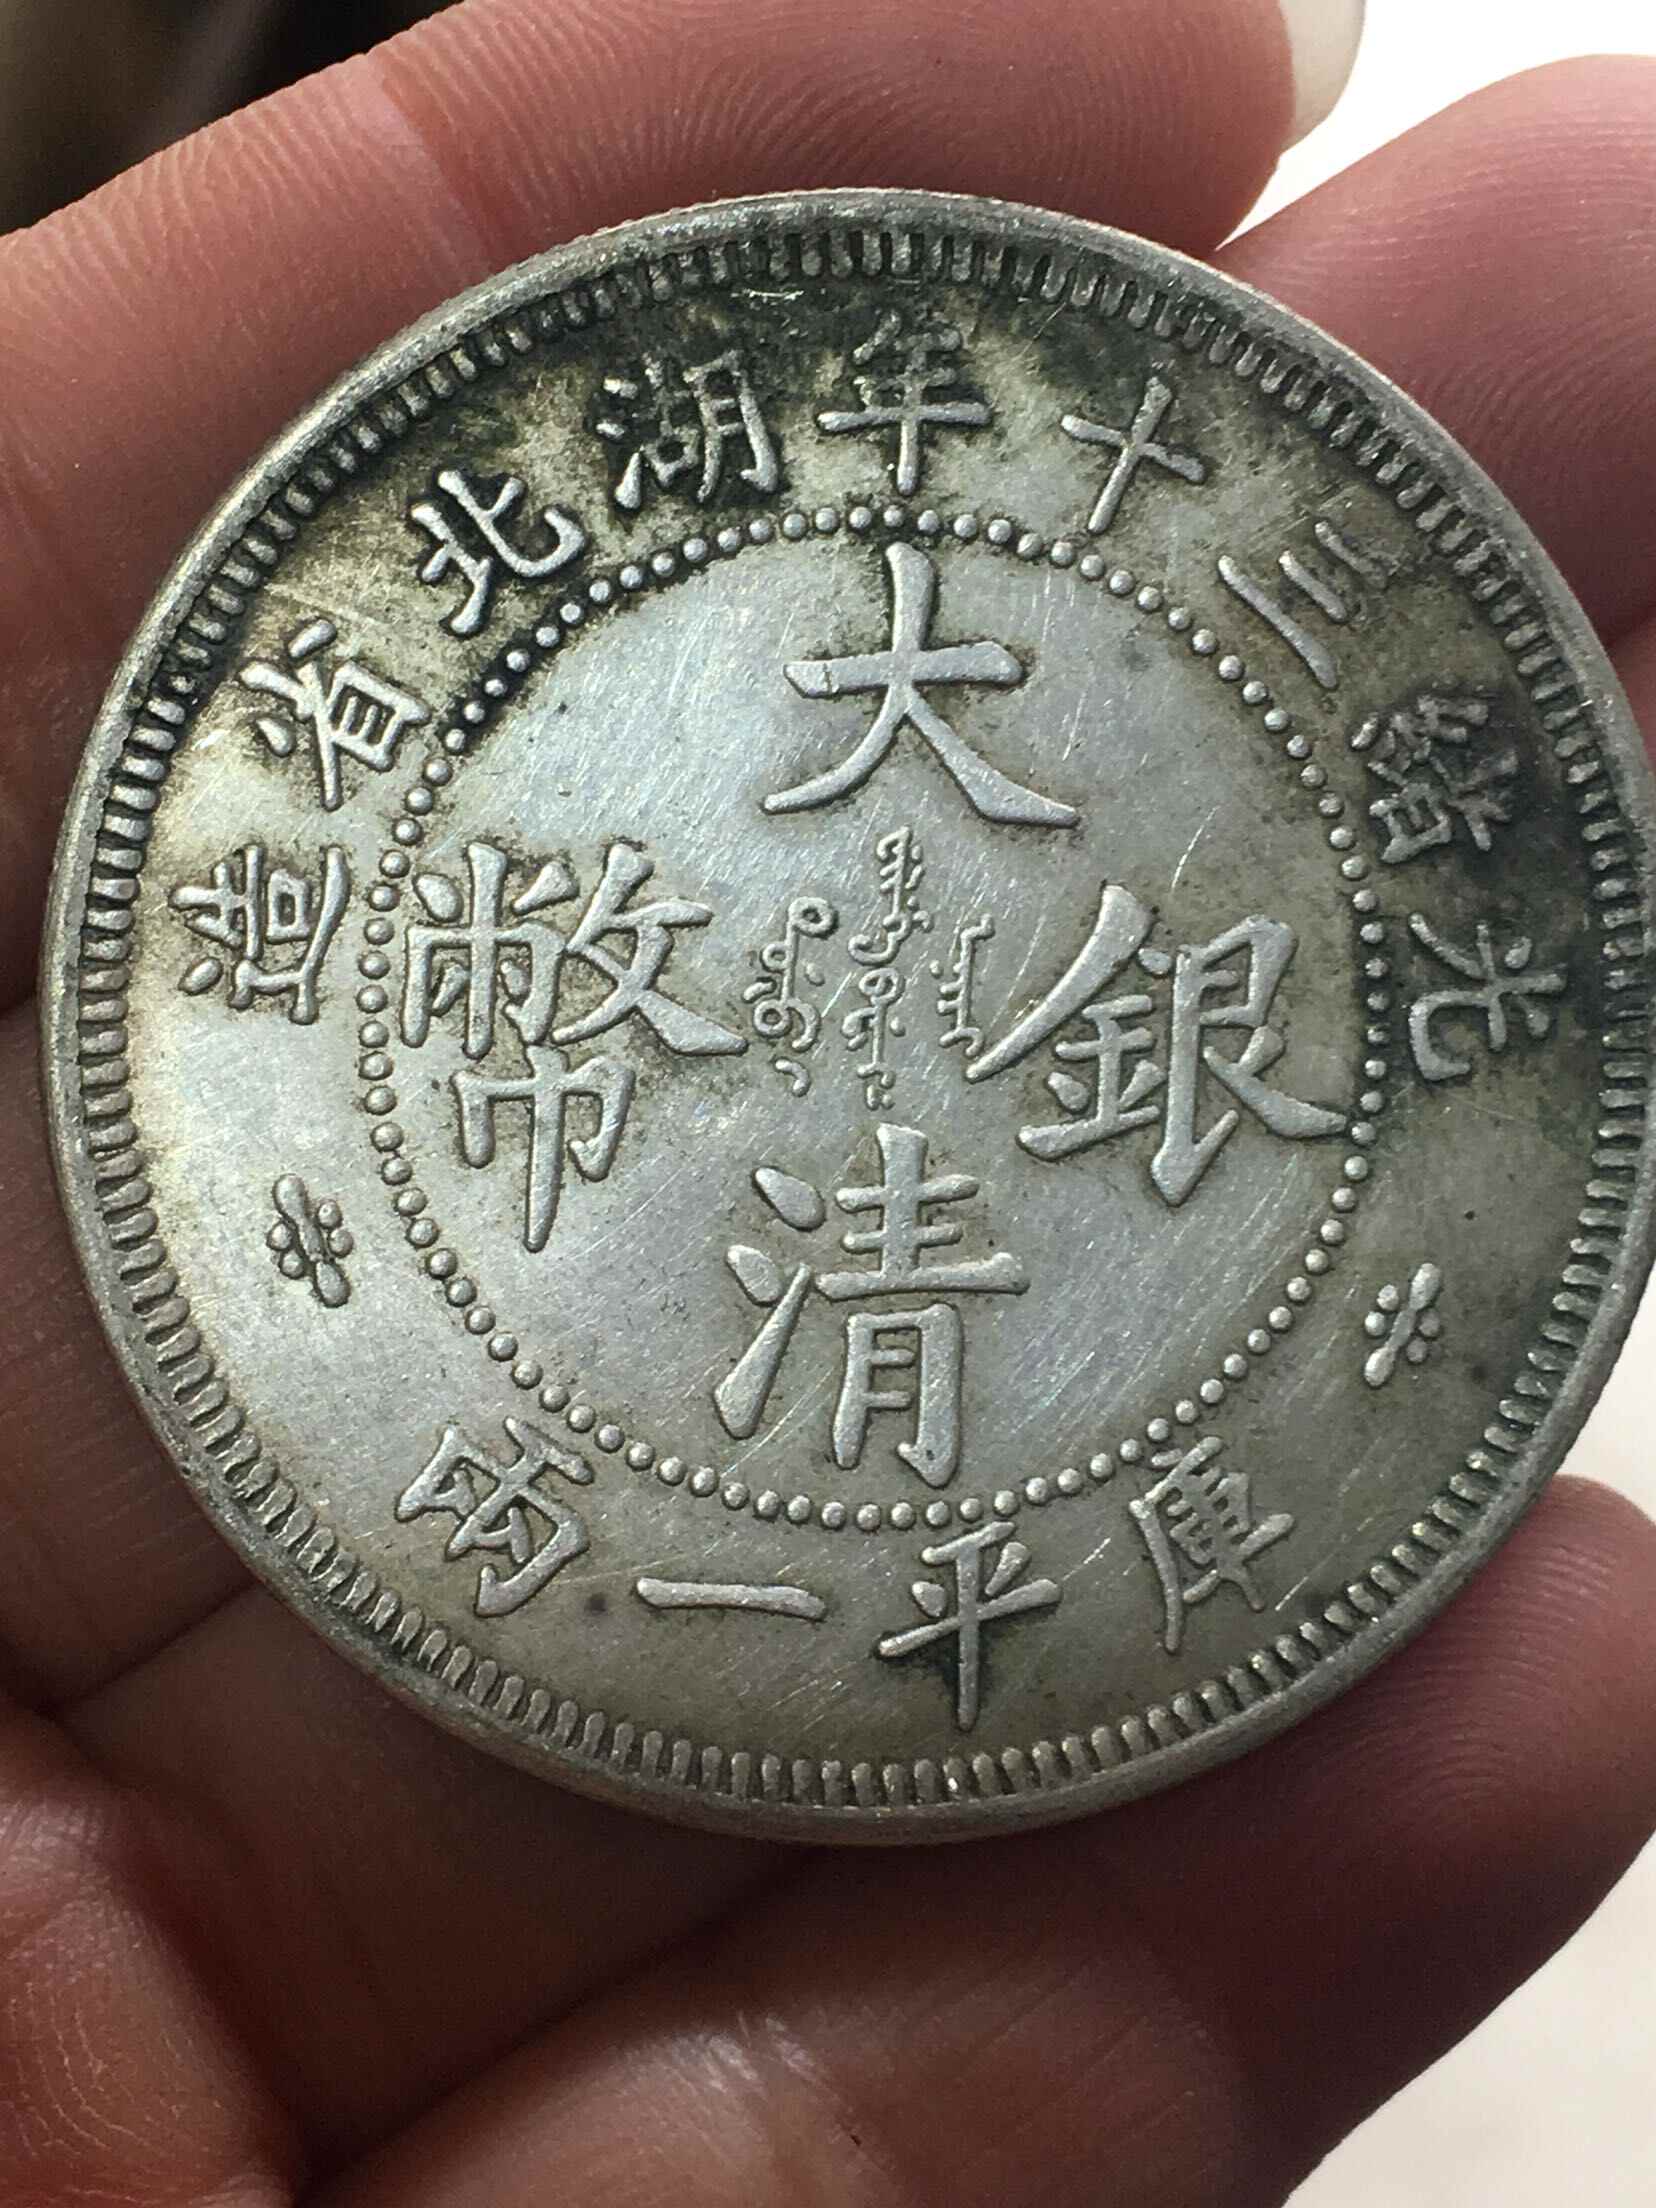 光緒三十年湖北省造
大清銀幣
庫平一兩